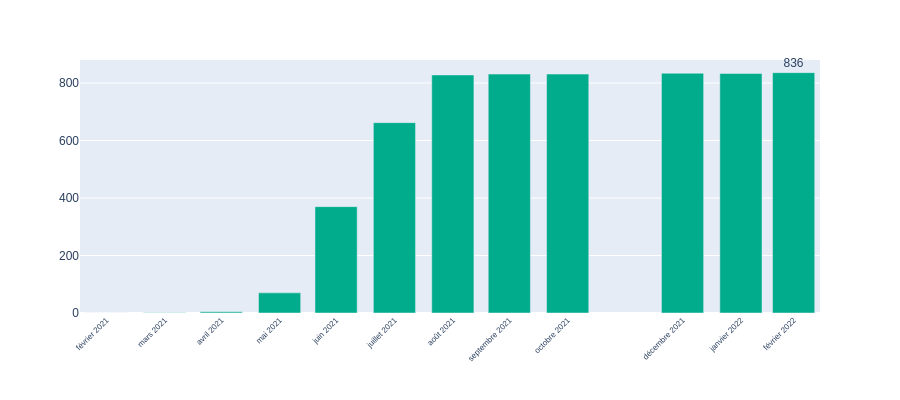 836
800
600
400
200
0
février 2021
mars 2021
avril 2021
mai 2021
juin 2021
juillet 2021
août 2021
septembre 2021
octobre 2021
décembre 2021
janvier 2022
février 2022